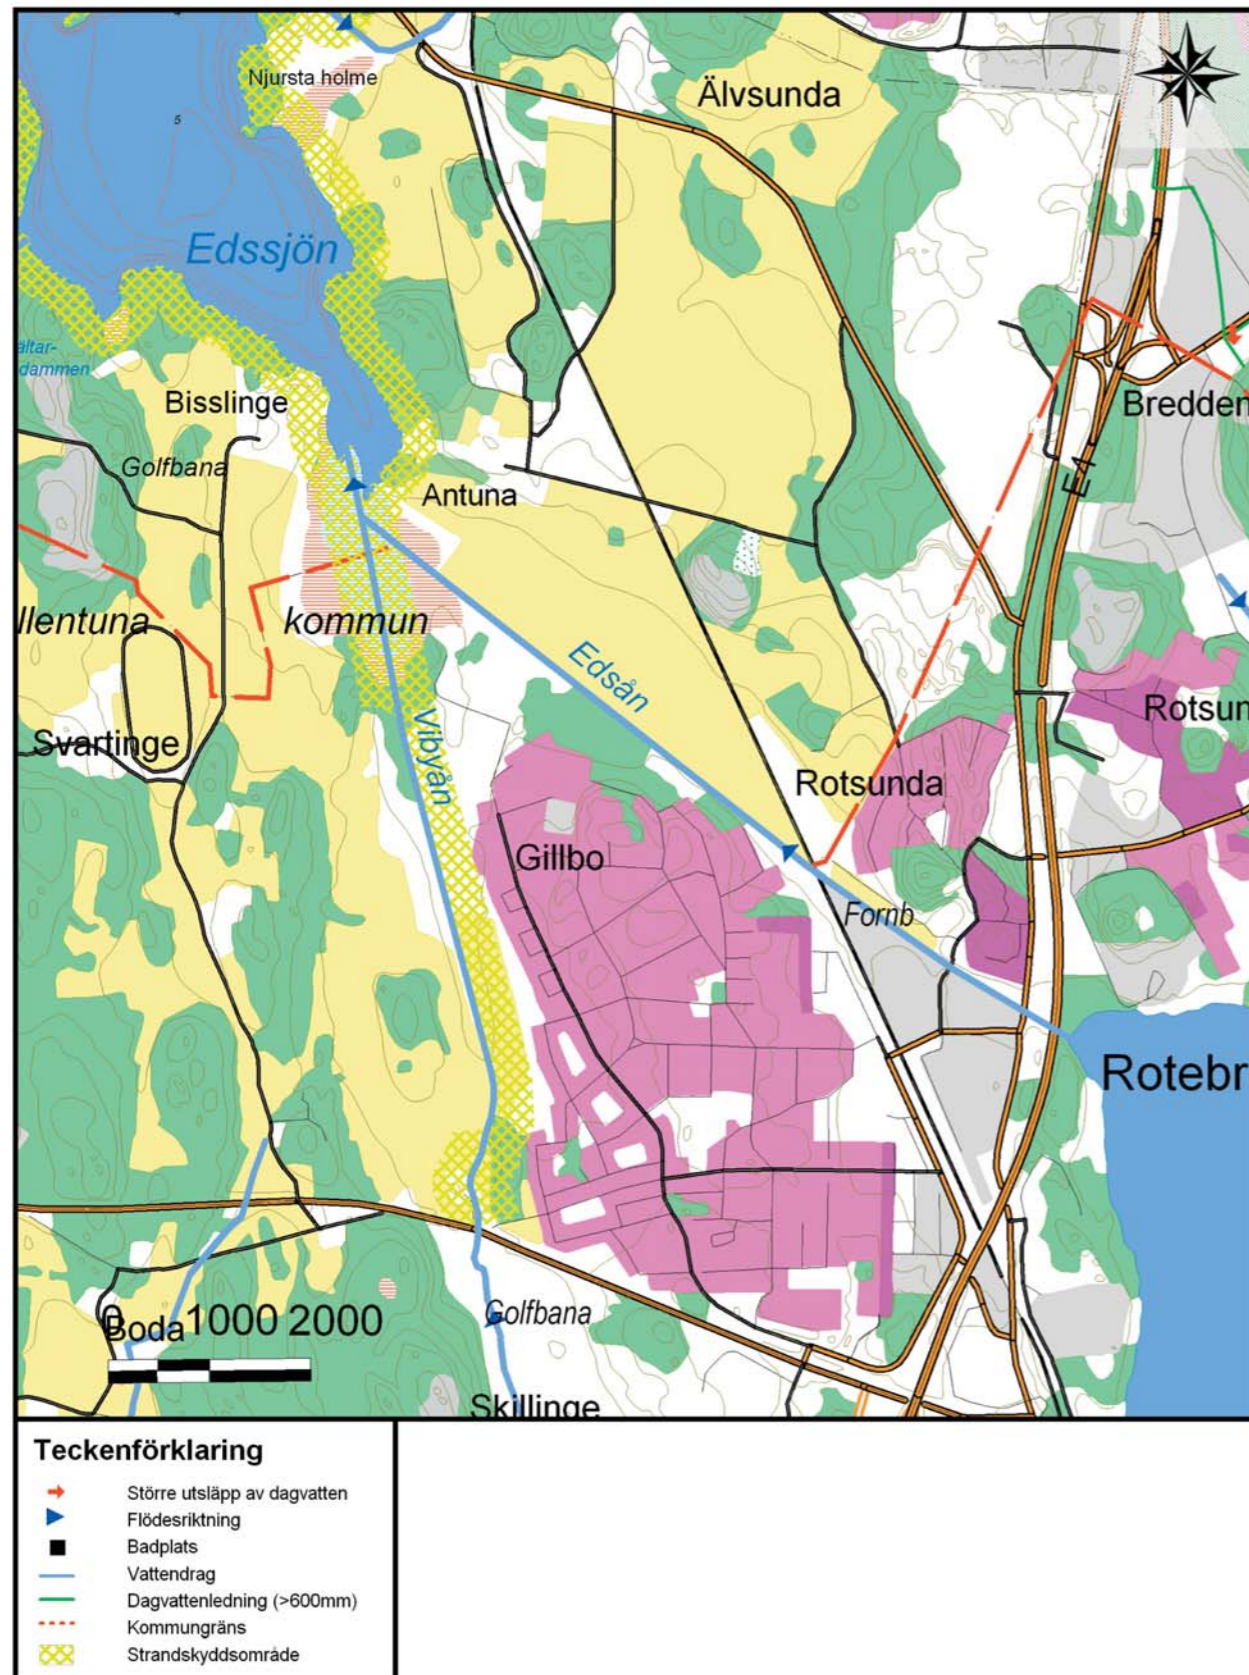 4
Njursta holme
Älvsunda
5
Edssjön
ältar-
dammen
Bisslinge
Bredden
Golfbana
E4
Antuna
llentuna kommun
Edsån
Rotsun
Svartinge
Vibyån
Rotsunda
Gillbo
Fornb
Rotebr
Boda
0 1000 2000
Golfbana
Skillinge
Teckenförklaring
Större utsläpp av dagvatten
Flödesriktning
Badplats
Vattendrag
Dagvattenledning (>600mm)
Kommungräns
Strandskyddsområde